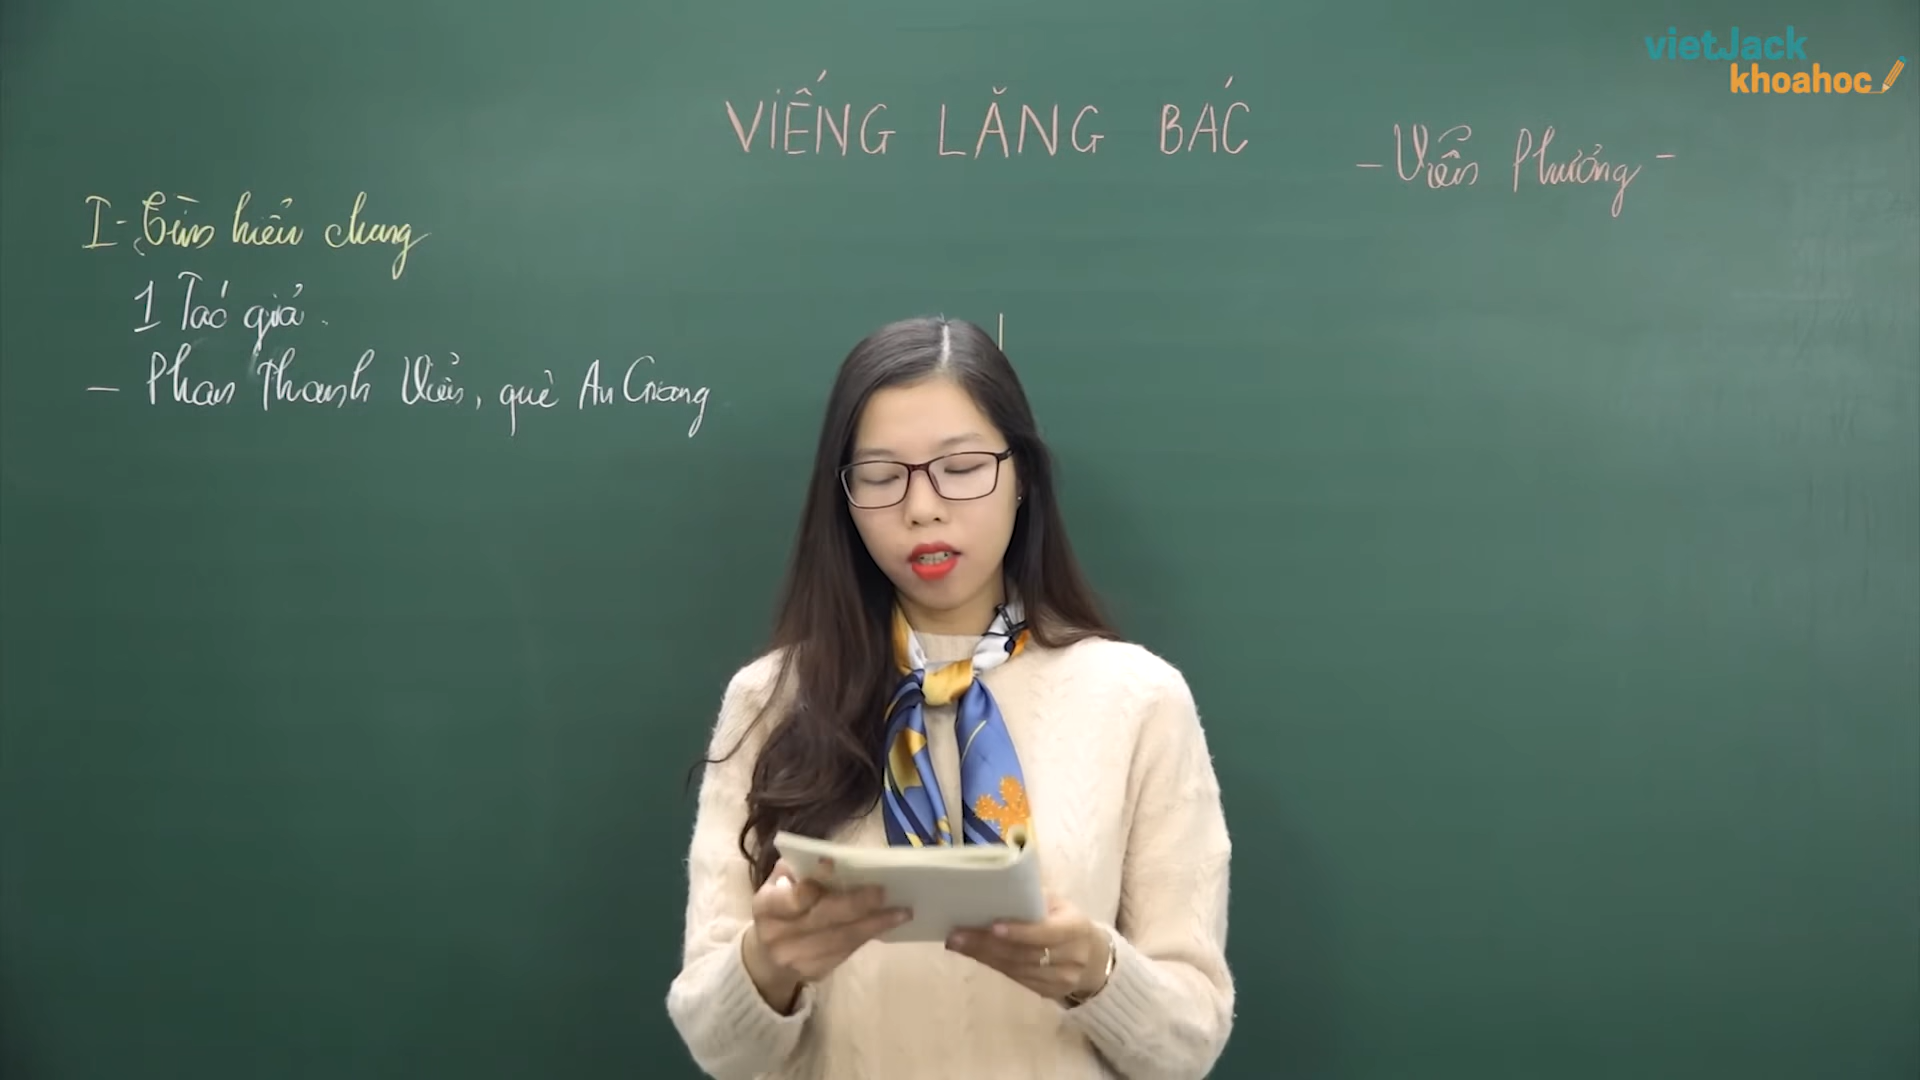 vietJack
khoahoc
VIẾNG LĂNG BÁC
- Viễn Phương -
I- Tìm hiểu chung
1 Tác giả.
- Phan Thanh Viễn, quê An Giang